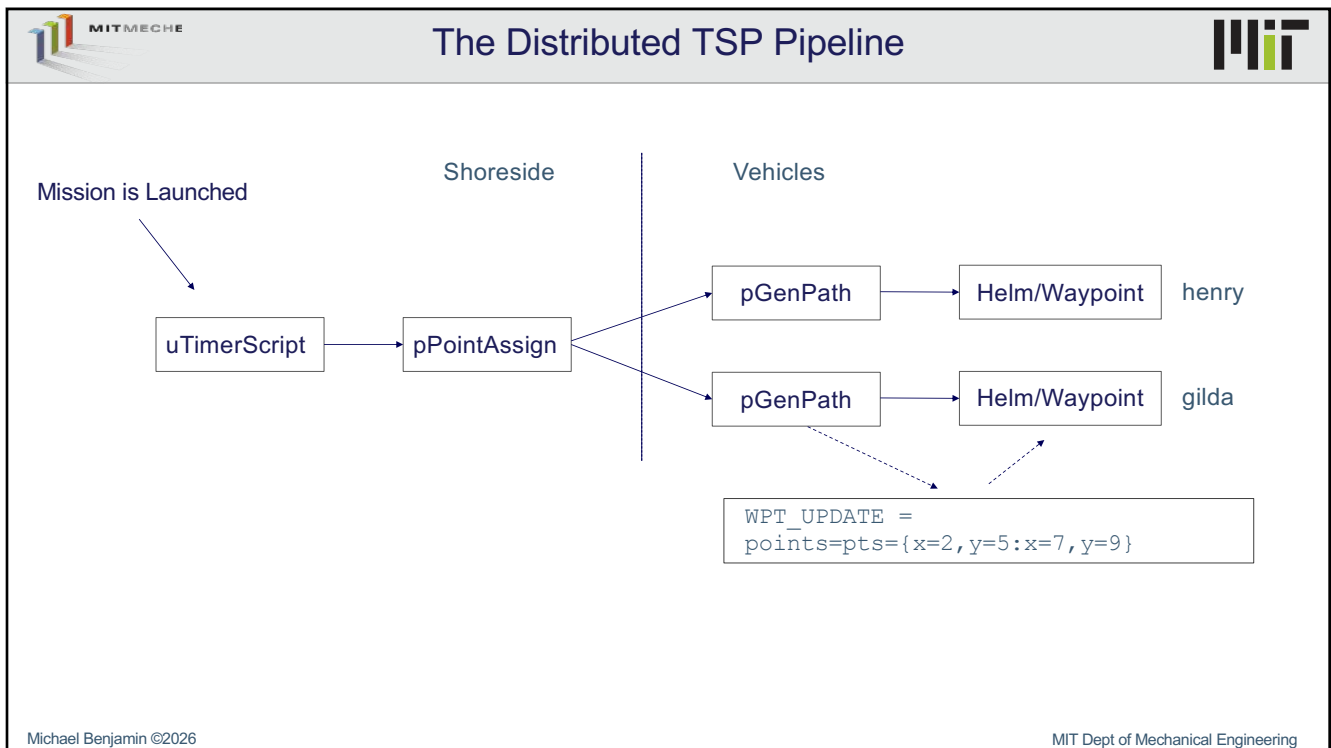 MITMECHE
The Distributed TSP Pipeline
MIT
Shoreside
Vehicles
Mission is Launched
uTimerScript
pPointAssign
pGenPath
Helm/Waypoint
henry
pGenPath
Helm/Waypoint
gilda
WPT_UPDATE =
points=pts={x=2,y=5:x=7,y=9}
Michael Benjamin ©2026
MIT Dept of Mechanical Engineering